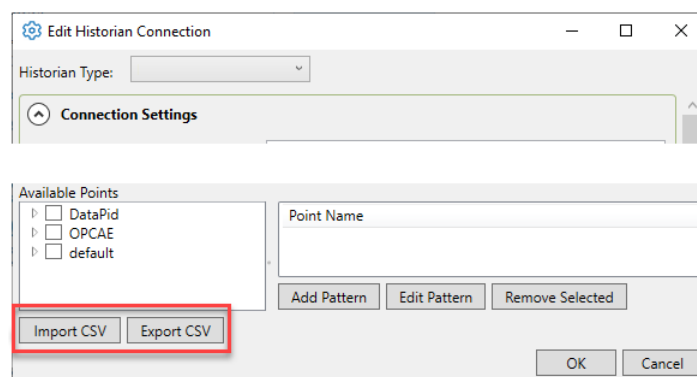 Edit Historian Connection
Historian Type:
Connection Settings
Available Points
DataPid
OPCAE
default
Point Name
Add Pattern Edit Pattern Remove Selected
Import CSV Export CSV
OK Cancel